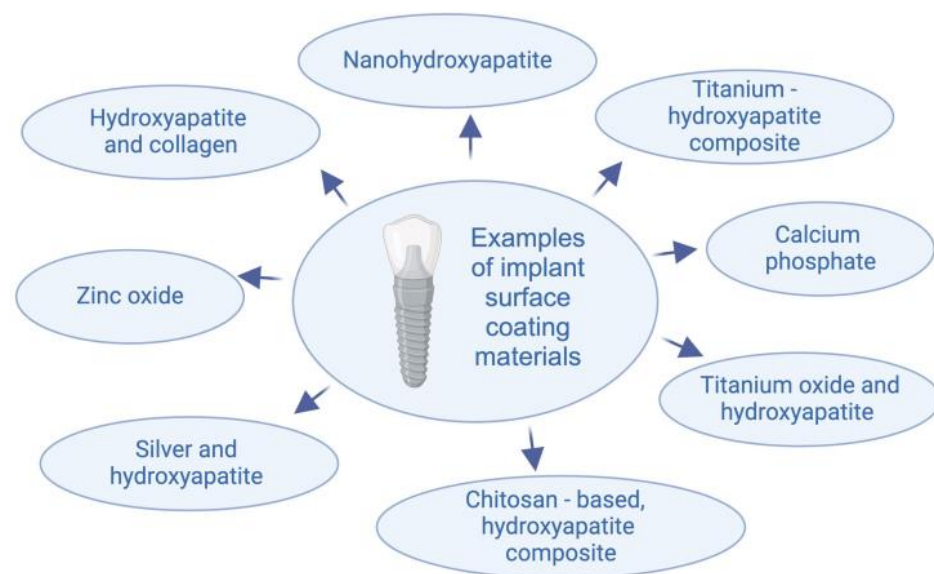 Nanohydroxyapatite
Titanium -
hydroxyapatite
composite
Hydroxyapatite
and collagen
Examples
of implant
surface
coating
materials
Calcium
phosphate
Zinc oxide
Titanium oxide and
hydroxyapatite
Silver and
hydroxyapatite
Chitosan - based,
hydroxyapatite
composite